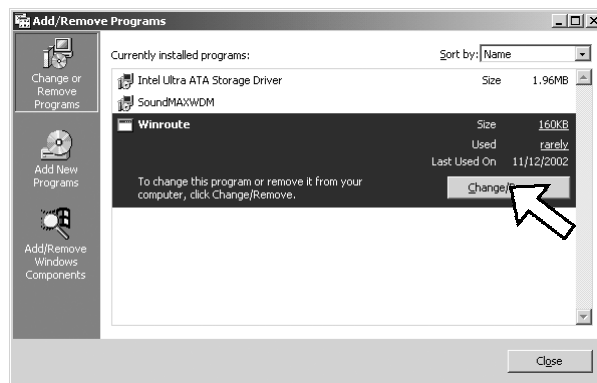 Add/Remove Programs
Change or
Remove
Programs
Add New
Programs
Add/Remove
Windows
Components
Currently installed programs:
Sort by: Name
Intel Ultra ATA Storage Driver Size 1.96MB
SoundMAXWDM
Winroute Size 160KB
Used rarely
Last Used On 11/12/2002
To change this program or remove it from your
computer, click Change/Remove.
Change/
Close